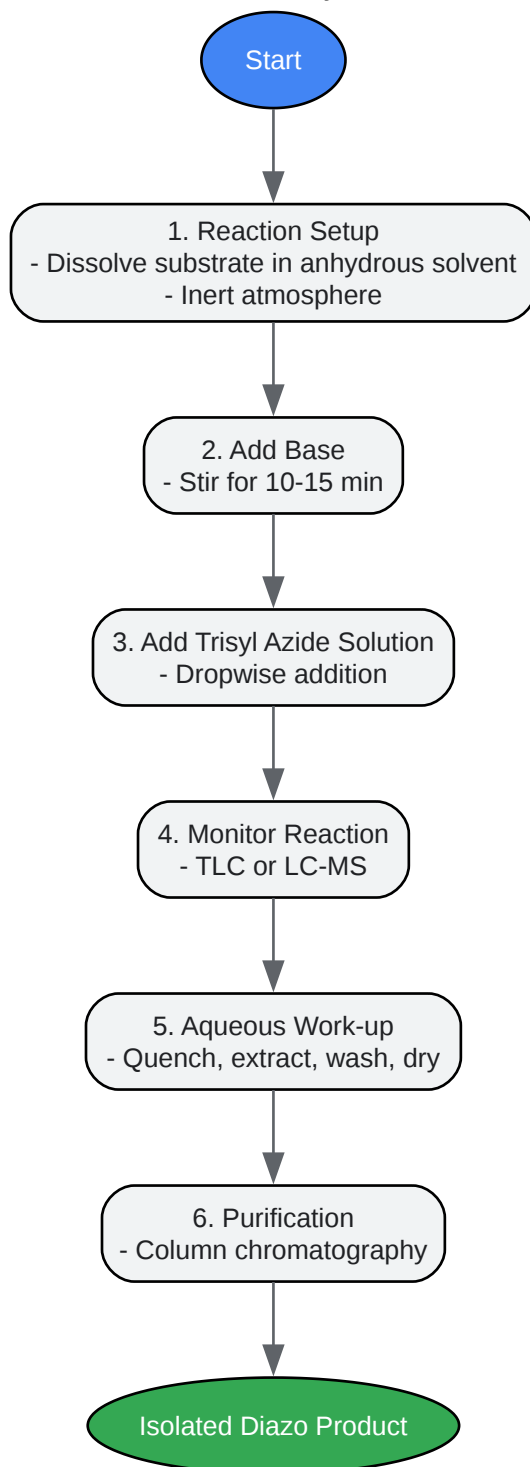 Start
1. Reaction Setup
- Dissolve substrate in anhydrous solvent
- Inert atmosphere
2. Add Base
- Stir for 10-15 min
3. Add Trisyl Azide Solution
- Dropwise addition
4. Monitor Reaction
- TLC or LC-MS
5. Aqueous Work-up
- Quench, extract, wash, dry
6. Purification
- Column chromatography
Isolated Diazo Product